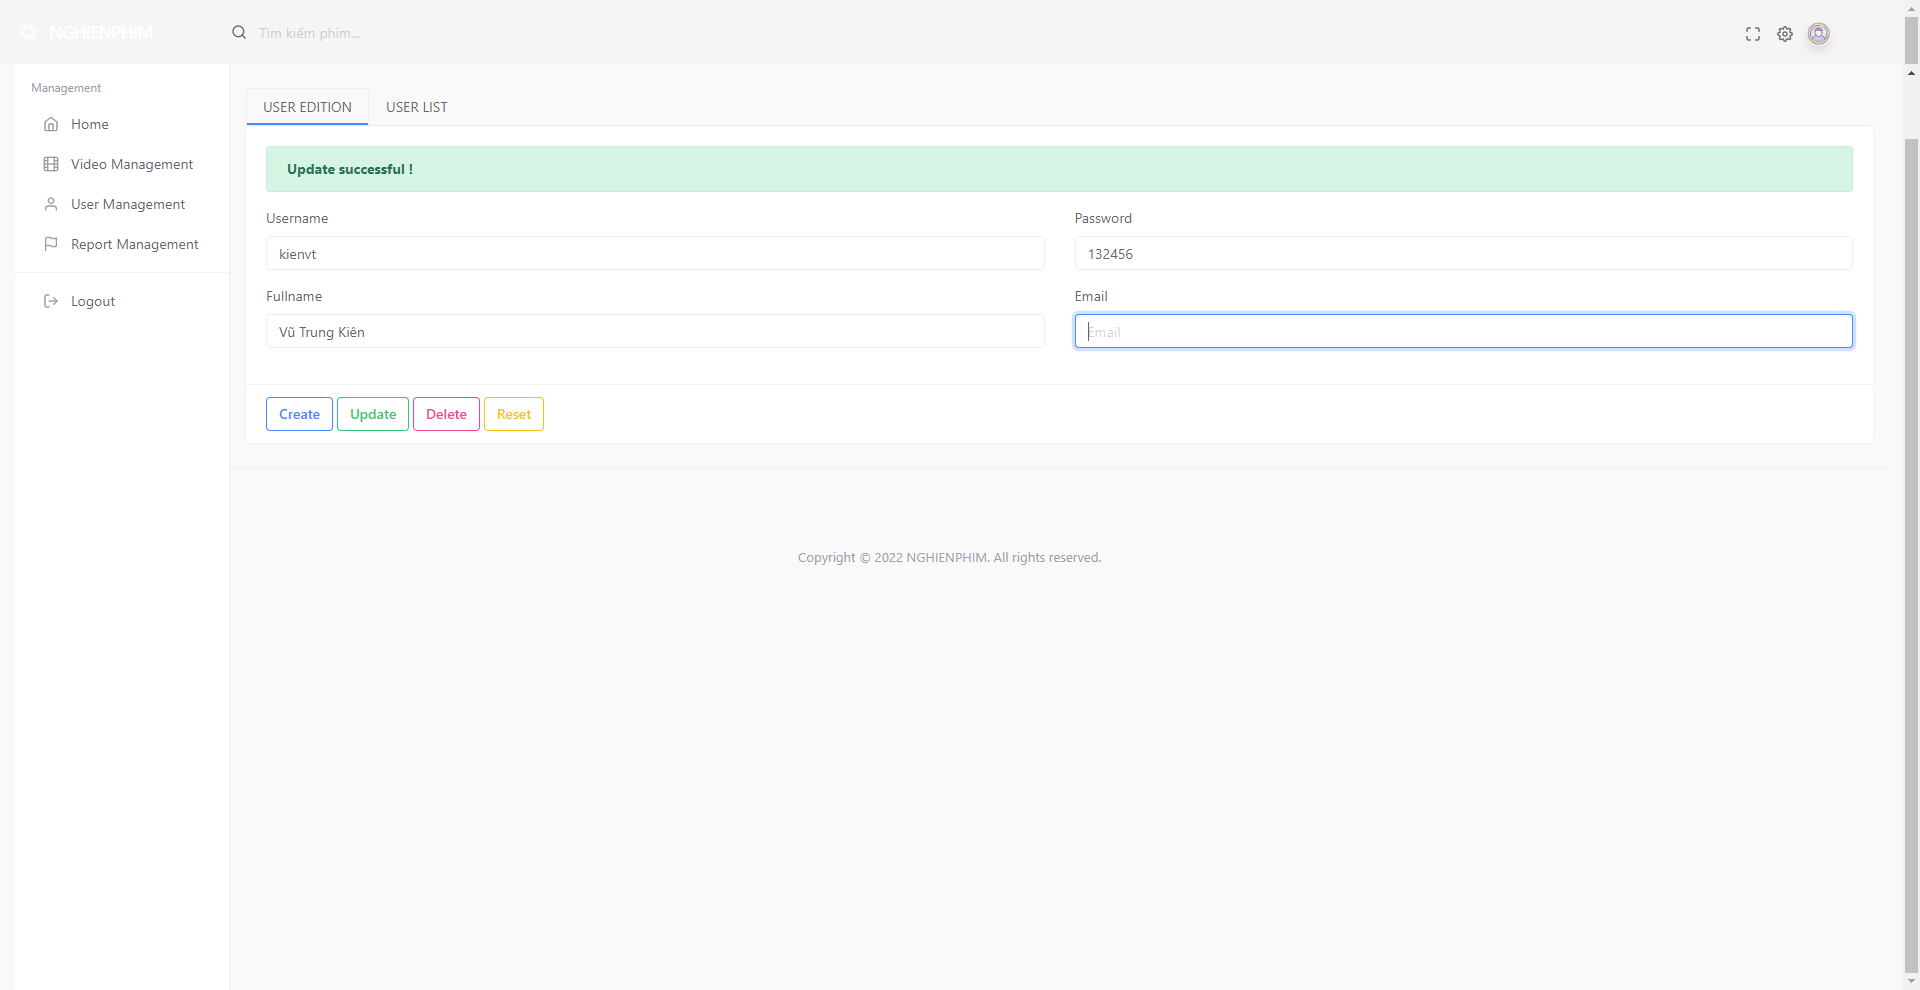 NGHIENPHIM
Tìm kiếm phim...
Management
Home
Video Management
User Management
Report Management
Logout
USER EDITION
USER LIST
Update successful !
Username
Password
kienvt
132456
Fullname
Email
Vũ Trung Kiên
Email
Create
Update
Delete
Reset
Copyright © 2022 NGHIENPHIM. All rights reserved.